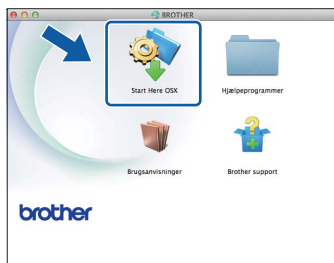 BROTHER
Start Here OSX
Hjælpeprogrammer
Brugsanvisninger
Brother support
brother